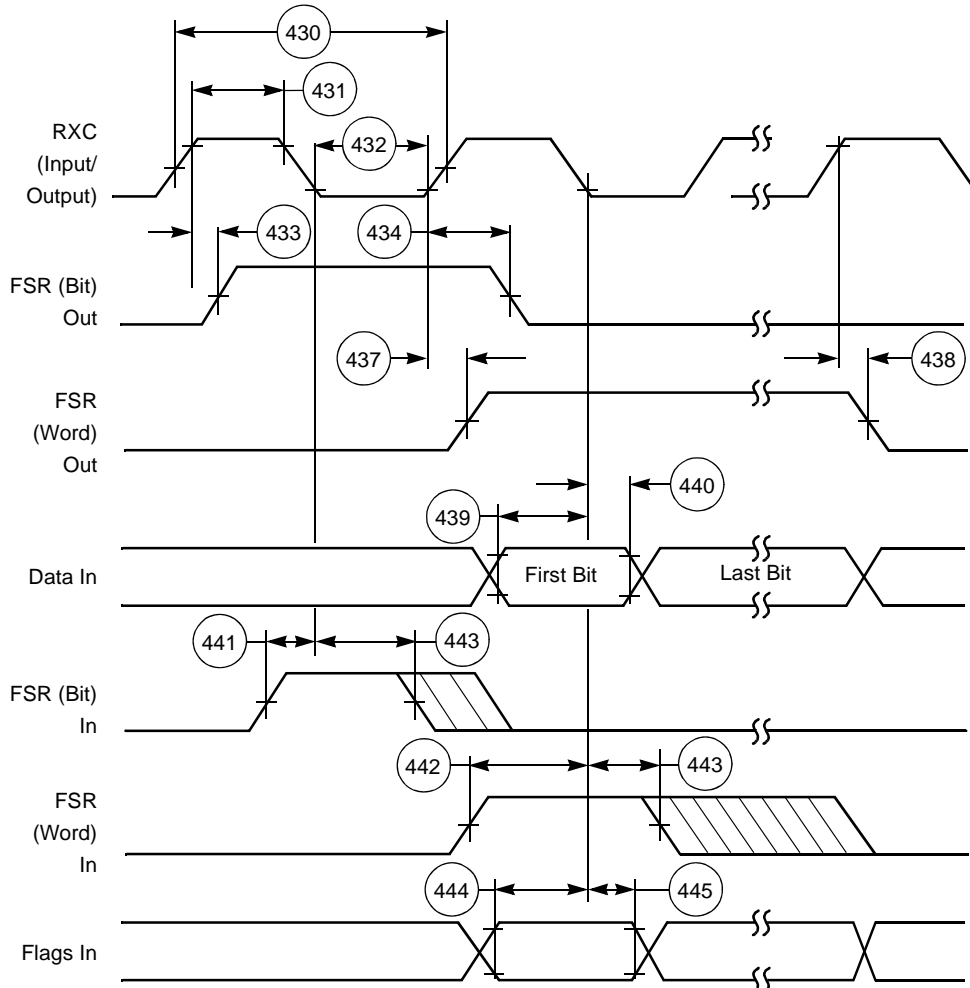 430
431
RXC
(Input/
Output)
432
433
434
FSR (Bit)
Out
437
438
FSR
(Word)
Out
440
439
Data In
First Bit
Last Bit
441
443
FSR (Bit)
In
442
443
FSR
(Word)
In
444
445
Flags In